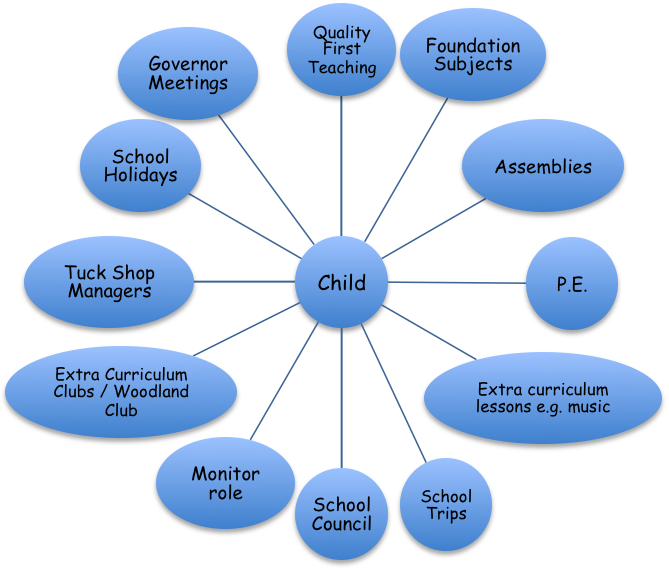 Quality
First
Teaching
Foundation
Subjects
Governor
Meetings
School
Holidays
Assemblies
Tuck Shop
Managers
Child
P.E.
Extra Curriculum
Clubs / Woodland
Club
Extra curriculum
lessons e.g. music
Monitor
role
School
Council
School
Trips